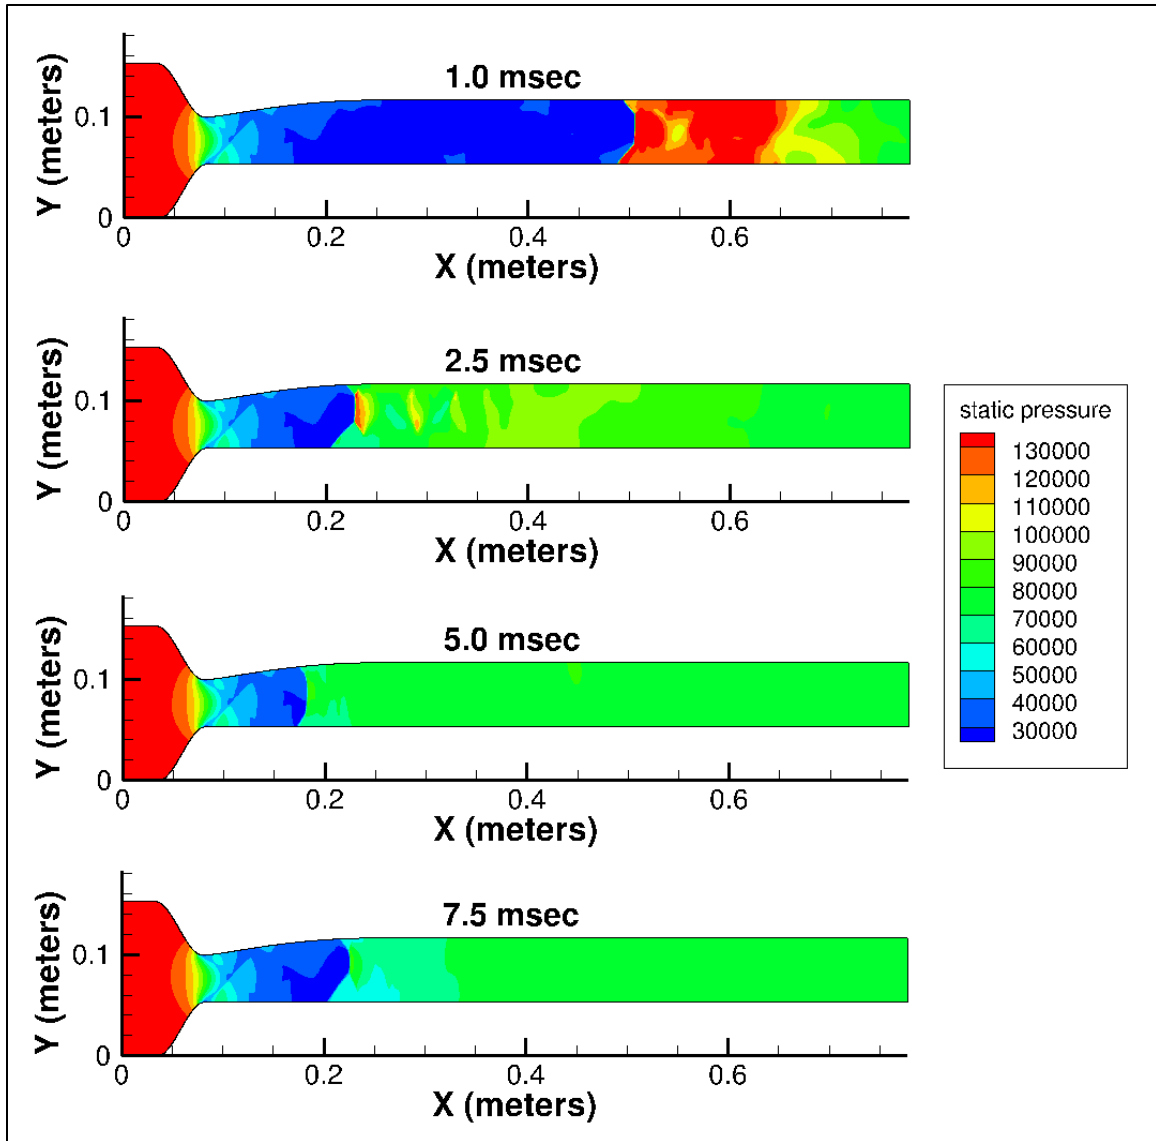 1.0 msec
Y (meters)
0.1
0
0 0.2 0.4 0.6
X (meters)
2.5 msec
Y (meters)
0.1
0
0 0.2 0.4 0.6
X (meters)
static pressure
130000
120000
110000
100000
90000
80000
70000
60000
50000
40000
30000
5.0 msec
Y (meters)
0.1
0
0 0.2 0.4 0.6
X (meters)
7.5 msec
Y (meters)
0.1
0
0 0.2 0.4 0.6
X (meters)